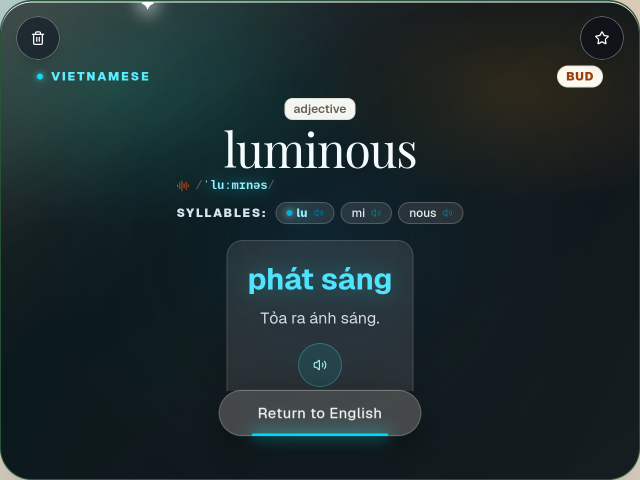 VIETNAMESE
BUD
adjective
luminous
/ˈluːmɪnəs/
SYLLABLES: lu mi nous
phát sáng
Tỏa ra ánh sáng.
Return to English